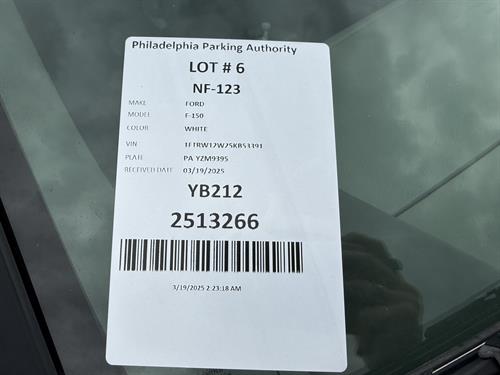 Philadelphia Parking Authority
LOT # 6
NF-123
MAKE FORD
MODEL F-150
COLOR WHITE
VIN 1FTRW12W25KB53391
PLATE PA YZM9395
RECEIVED DATE 03/19/2025
YB212
2513266
3/19/2025 2:23:18 AM